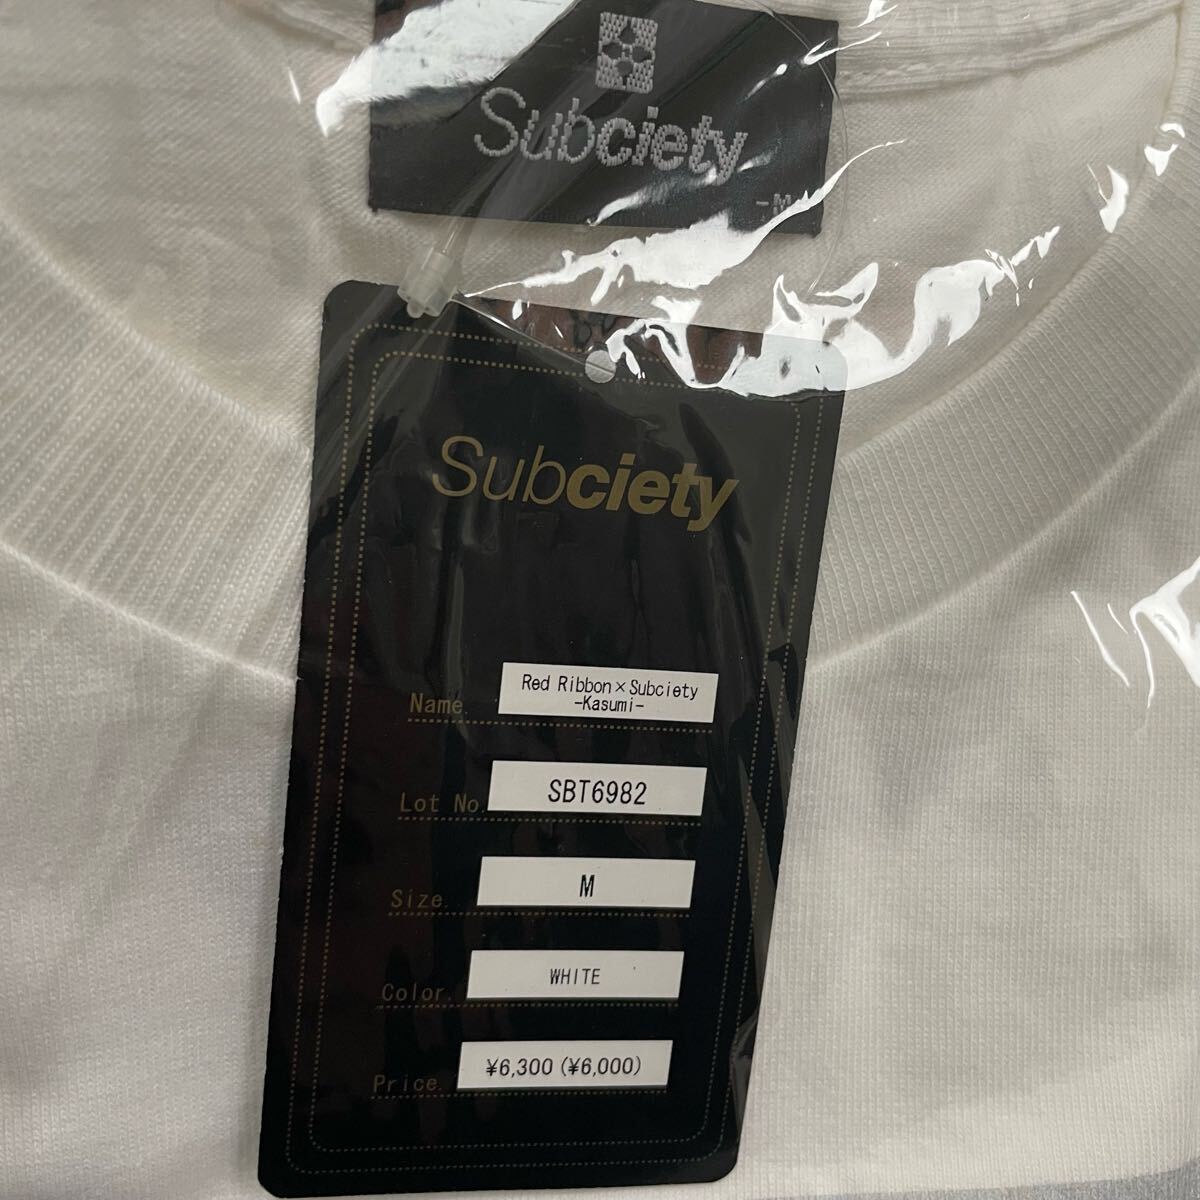 Subciety
-M-
Subciety
Name. Red Ribbon×Subciety
-Kasumi-
Lot No. SBT6982
Size. M
Color. WHITE
Price. ¥6,300 (¥6,000)